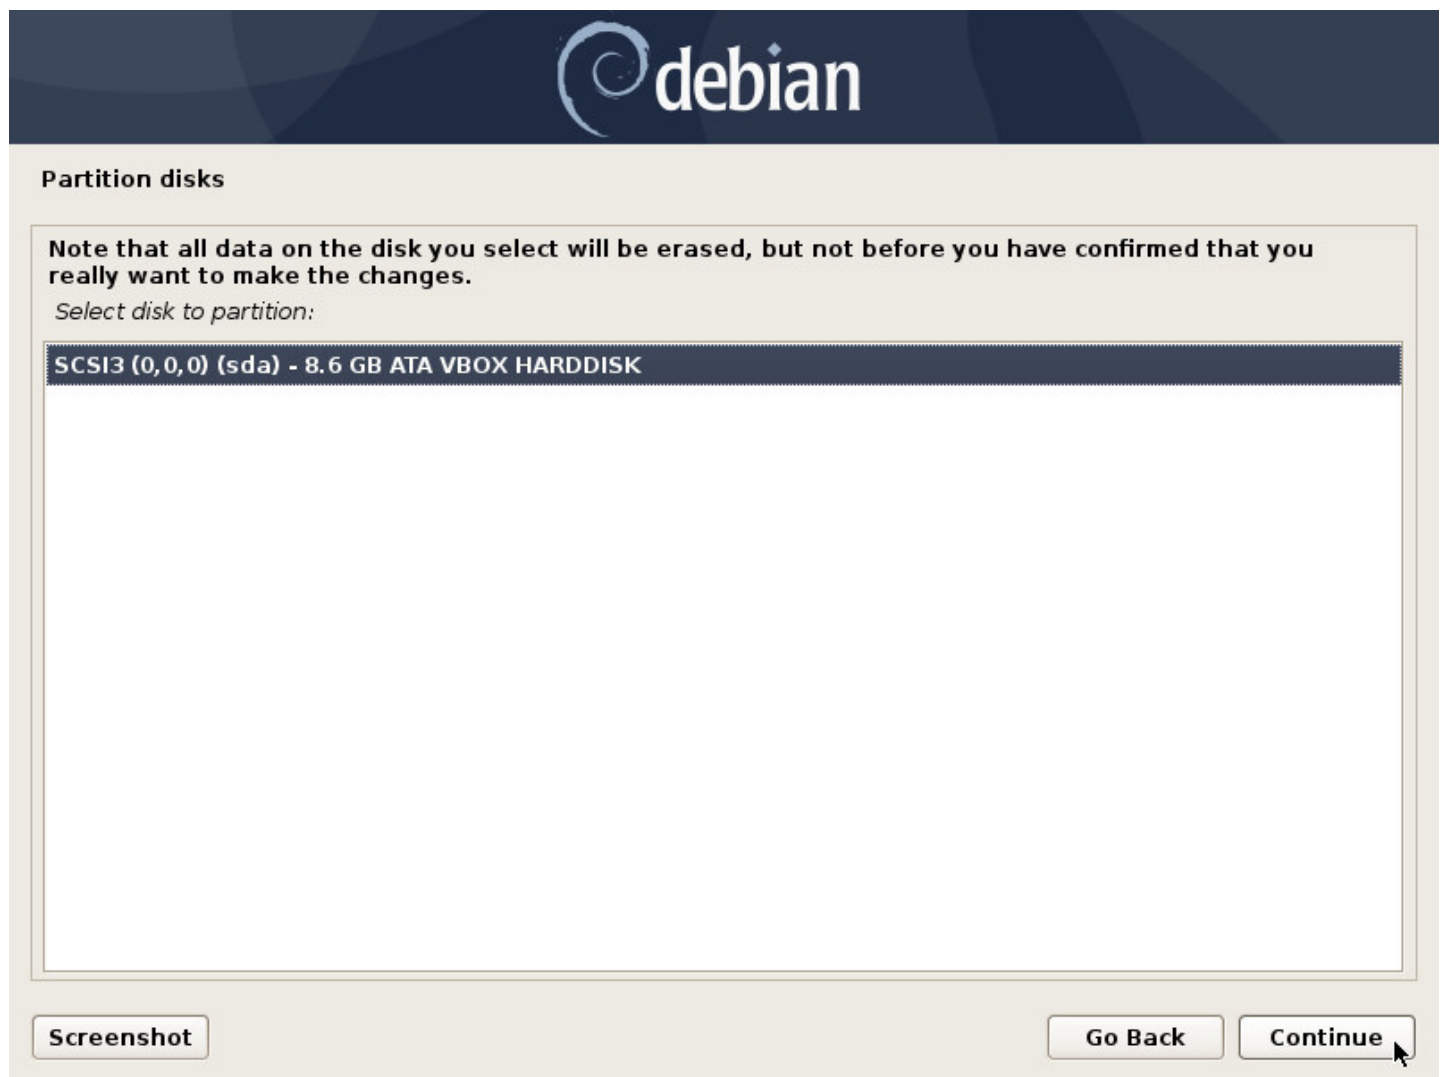 debian
Partition disks
Note that all data on the disk you select will be erased, but not before you have confirmed that you
really want to make the changes.
Select disk to partition:
SCSI3 (0,0,0) (sda) - 8.6 GB ATA VBOX HARDDISK
Screenshot
Go Back
Continue